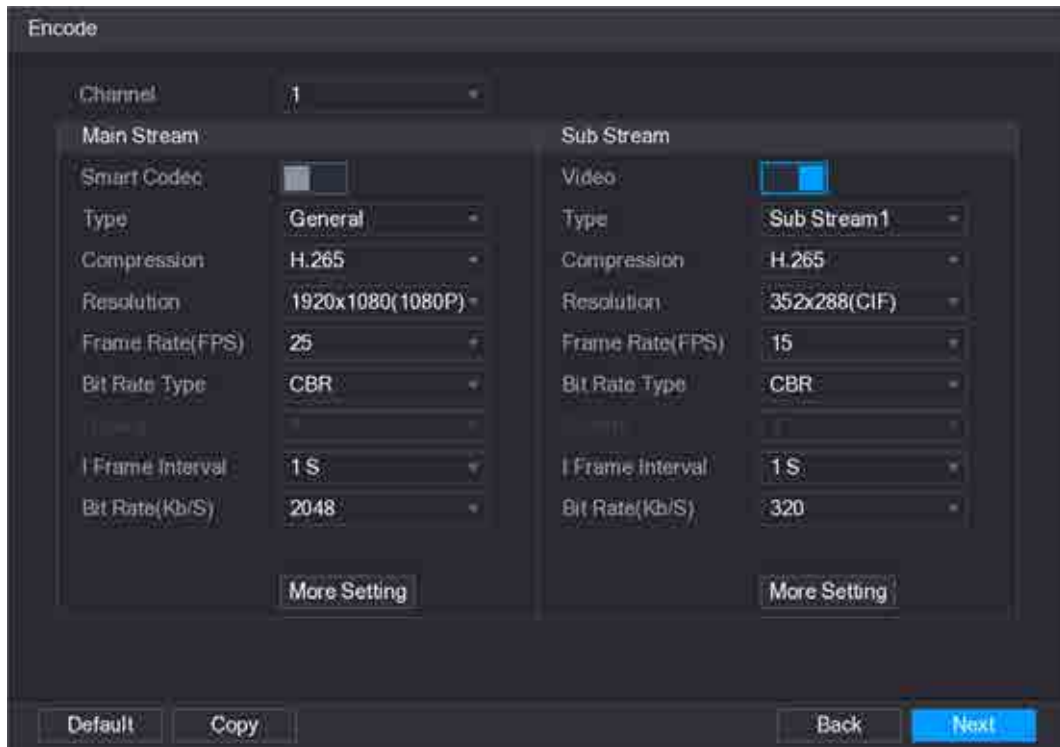 Encode
Channel 1
Main Stream
Smart Codec
Type General
Compression H.265
Resolution 1920x1080(1080P)
Frame Rate(FPS) 25
Bit Rate Type CBR
I Frame Interval 1 S
Bit Rate(Kb/S) 2048
More Setting
Sub Stream
Video
Type Sub Stream1
Compression H.265
Resolution 352x288(CIF)
Frame Rate(FPS) 15
Bit Rate Type CBR
I Frame Interval 1 S
Bit Rate(Kb/S) 320
More Setting
Default Copy Back Next